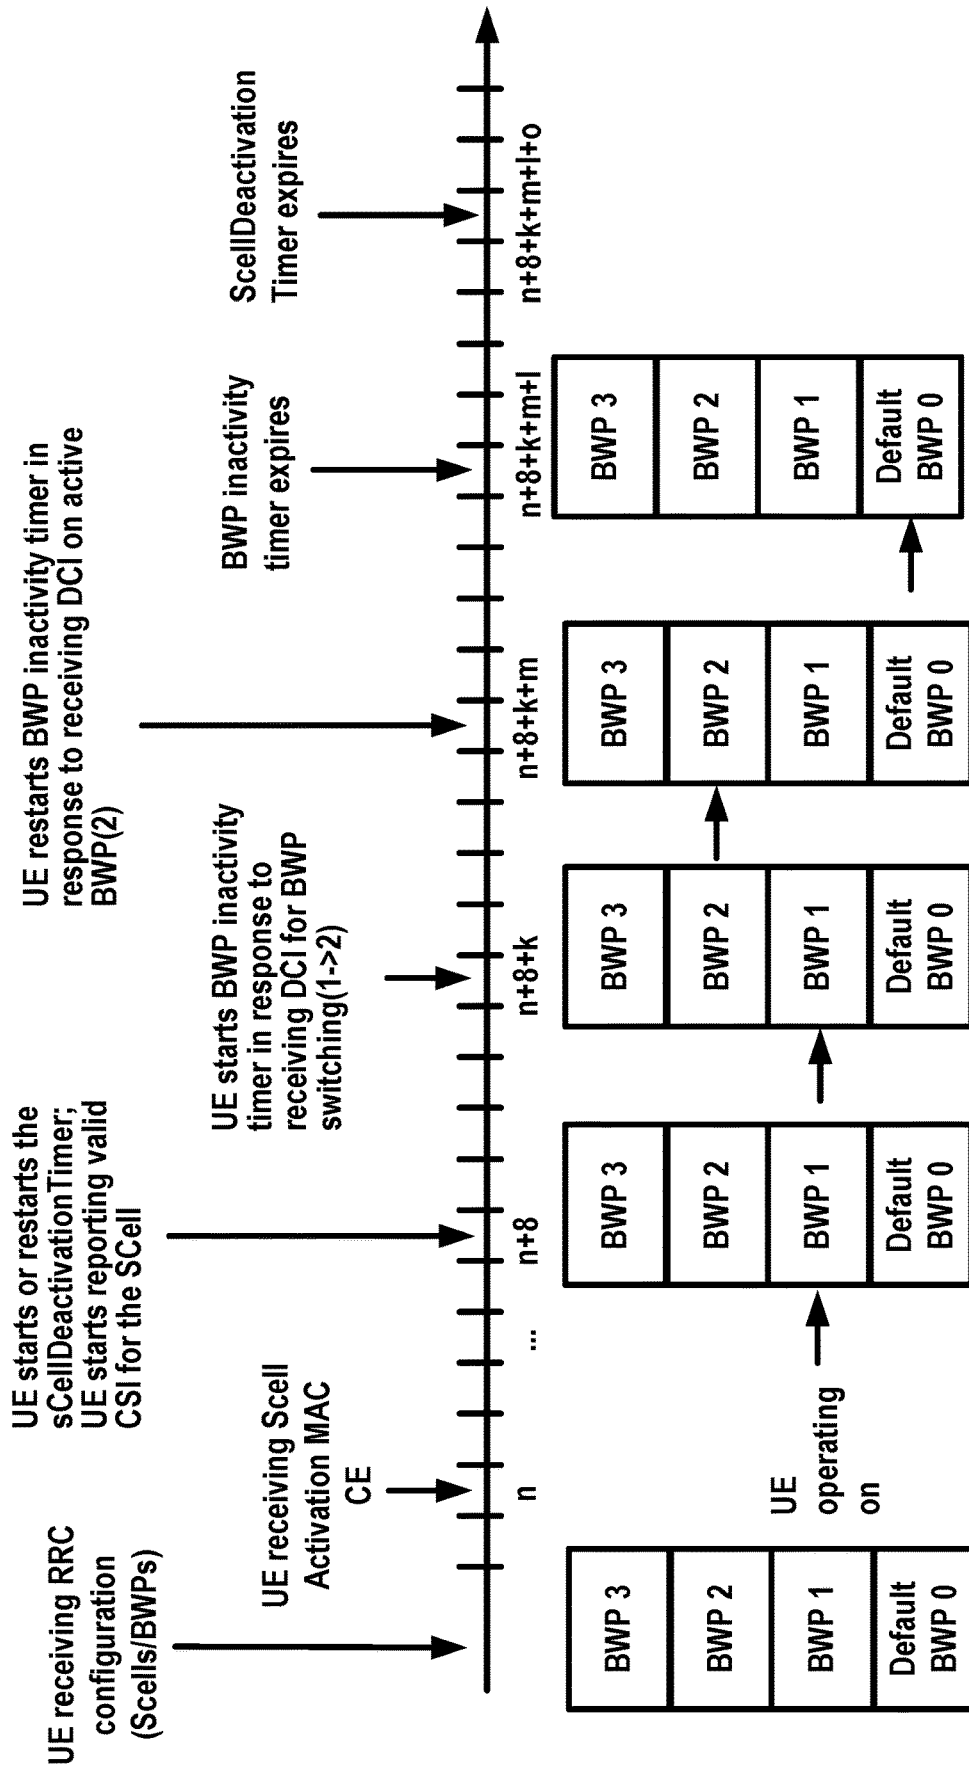 UE receiving RRC
configuration
(Scells/BWPs)
UE receiving Scell
Activation MAC
CE
UE starts or restarts the
sCellDeactivationTimer;
UE starts reporting valid
CSI for the SCell
UE starts BWP inactivity
timer in response to
receiving DCI for BWP
switching(1->2)
UE restarts BWP inactivity timer in
response to receiving DCI on active
BWP(2)
BWP inactivity
timer expires
ScellDeactivation
Timer expires
n
...
n+8
n+8+k
n+8+k+m
n+8+k+m+l
n+8+k+m+l+o
BWP 3
BWP 2
BWP 1
Default
BWP 0
UE
operating
on
BWP 3
BWP 2
BWP 1
Default
BWP 0
BWP 3
BWP 2
BWP 1
Default
BWP 0
BWP 3
BWP 2
BWP 1
Default
BWP 0
BWP 3
BWP 2
BWP 1
Default
BWP 0